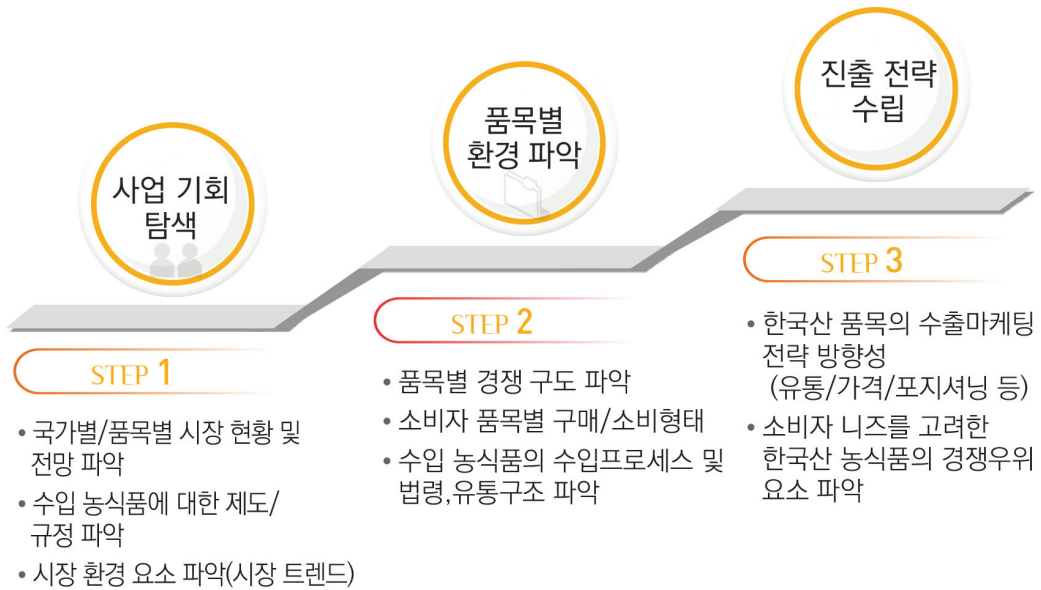 사업 기회
탐색
STEP 1
• 국가별/품목별 시장 현황 및
전망 파악
• 수입 농식품에 대한 제도/
규정 파악
• 시장 환경 요소 파악(시장 트렌드)
품목별
환경 파악
STEP 2
• 품목별 경쟁 구도 파악
• 소비자 품목별 구매/소비형태
• 수입 농식품의 수입프로세스 및
법령,유통구조 파악
진출 전략
수립
STEP 3
• 한국산 품목의 수출마케팅
전략 방향성
(유통/가격/포지셔닝 등)
• 소비자 니즈를 고려한
한국산 농식품의 경쟁우위
요소 파악